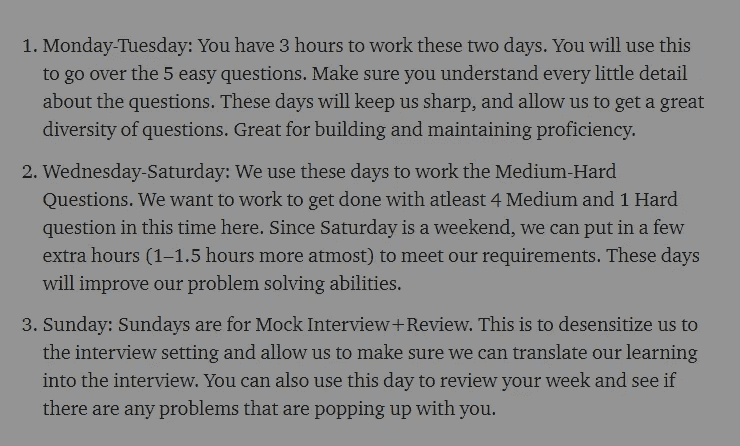 1. Monday-Tuesday: You have 3 hours to work these two days. You will use this
to go over the 5 easy questions. Make sure you understand every little detail
about the questions. These days will keep us sharp, and allow us to get a great
diversity of questions. Great for building and maintaining proficiency.
2. Wednesday-Saturday: We use these days to work the Medium-Hard
Questions. We want to work to get done with atleast 4 Medium and 1 Hard
question in this time here. Since Saturday is a weekend, we can put in a few
extra hours (1–1.5 hours more atmost) to meet our requirements. These days
will improve our problem solving abilities.
3. Sunday: Sundays are for Mock Interview+Review. This is to desensitize us to
the interview setting and allow us to make sure we can translate our learning
into the interview. You can also use this day to review your week and see if
there are any problems that are popping up with you.